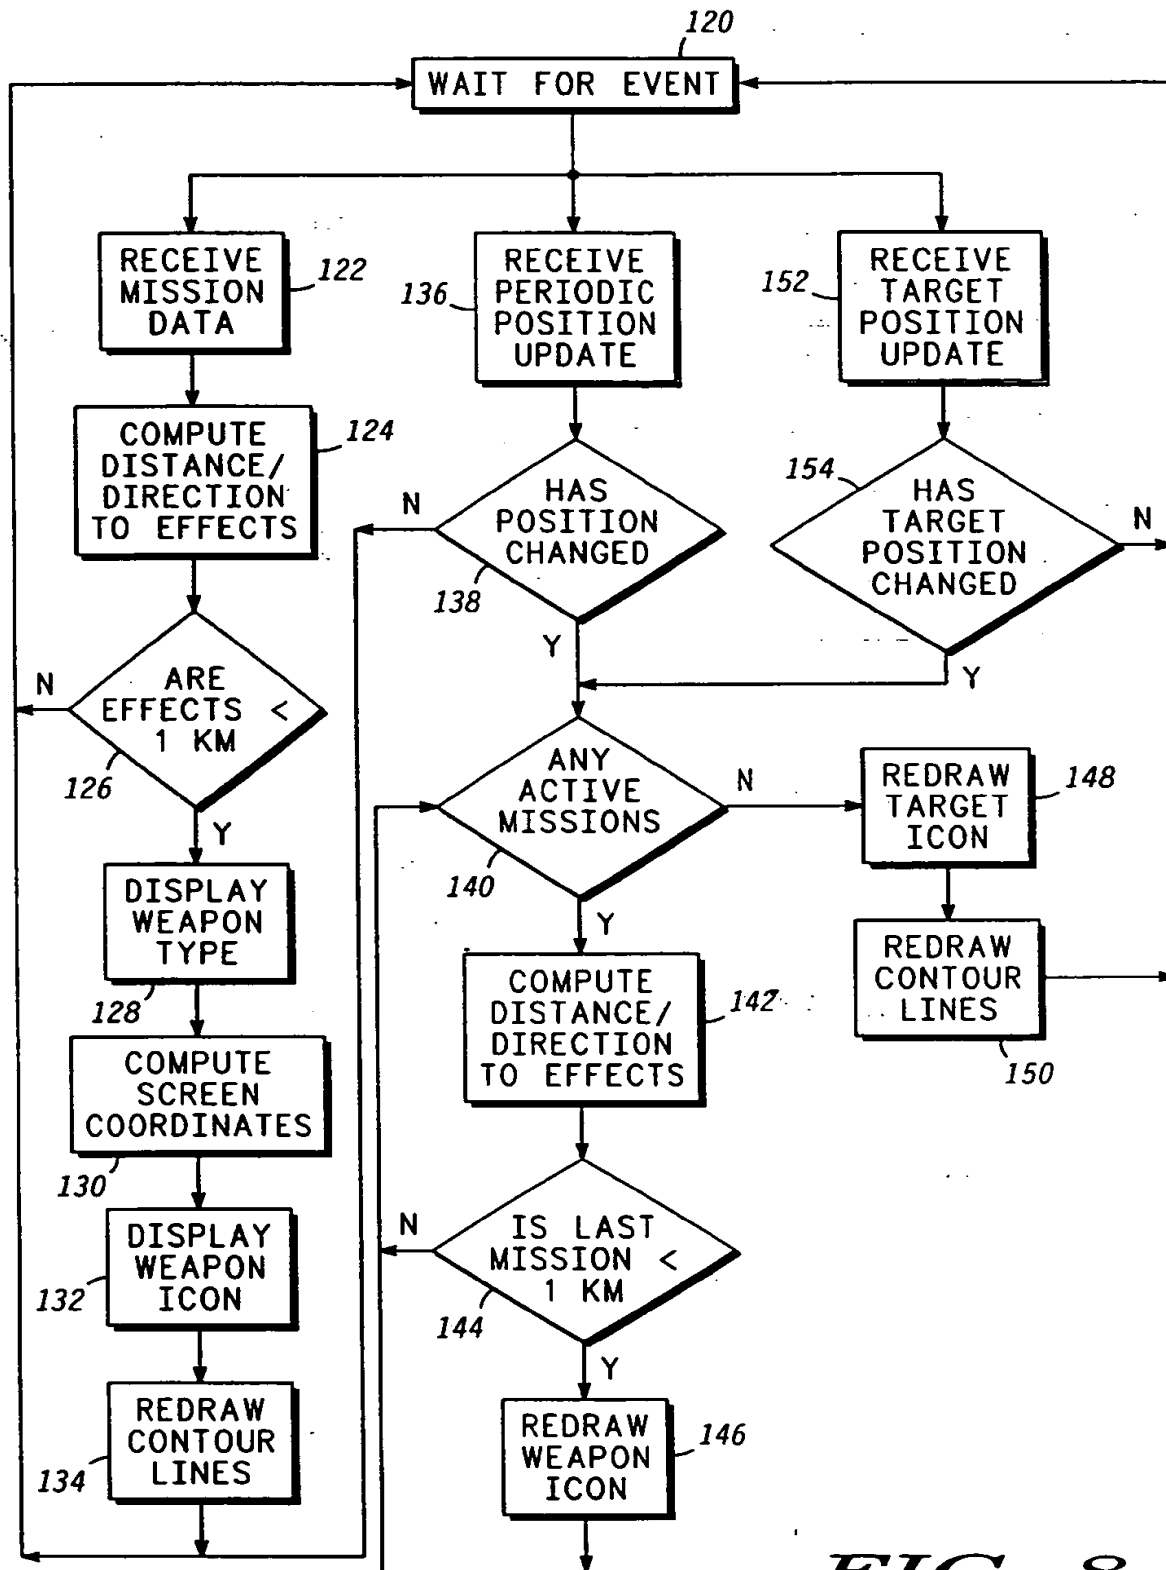 120
WAIT FOR EVENT
RECEIVE
MISSION
DATA
122
136
RECEIVE
PERIODIC
POSITION
UPDATE
152
RECEIVE
TARGET
POSITION
UPDATE
COMPUTE
DISTANCE/
DIRECTION
TO EFFECTS
124
N
HAS
POSITION
CHANGED
138
Y
154
HAS
TARGET
POSITION
CHANGED
N
Y
N
ARE
EFFECTS <
1 KM
126
Y
ANY
ACTIVE
MISSIONS
140
N
Y
REDRAW
TARGET
ICON
148
DISPLAY
WEAPON
TYPE
128
COMPUTE
DISTANCE/
DIRECTION
TO EFFECTS
142
REDRAW
CONTOUR
LINES
150
COMPUTE
SCREEN
COORDINATES
130
N
IS LAST
MISSION <
1 KM
144
Y
DISPLAY
WEAPON
ICON
132
REDRAW
CONTOUR
LINES
134
REDRAW
WEAPON
ICON
146
FIG. 8